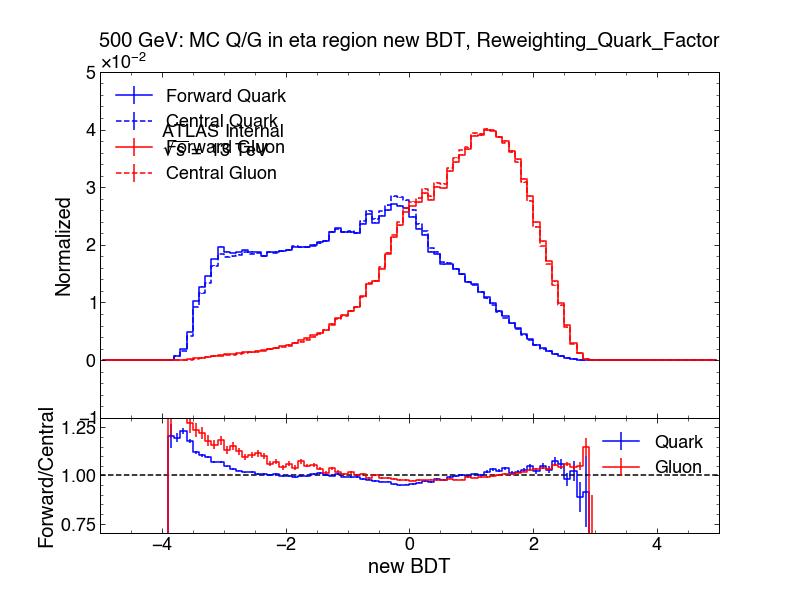 500 GeV: MC Q/G in eta region new BDT, Reweighting_Quark_Factor
×10⁻²
Forward Quark
Central Quark
ATLAS Internal
Forward Gluon
√s = 13 TeV
Central Gluon
Normalized
5
4
3
2
1
0
−1
Forward/Central
1.25
1.00
0.75
Quark
Gluon
−4
−2
0
2
4
new BDT